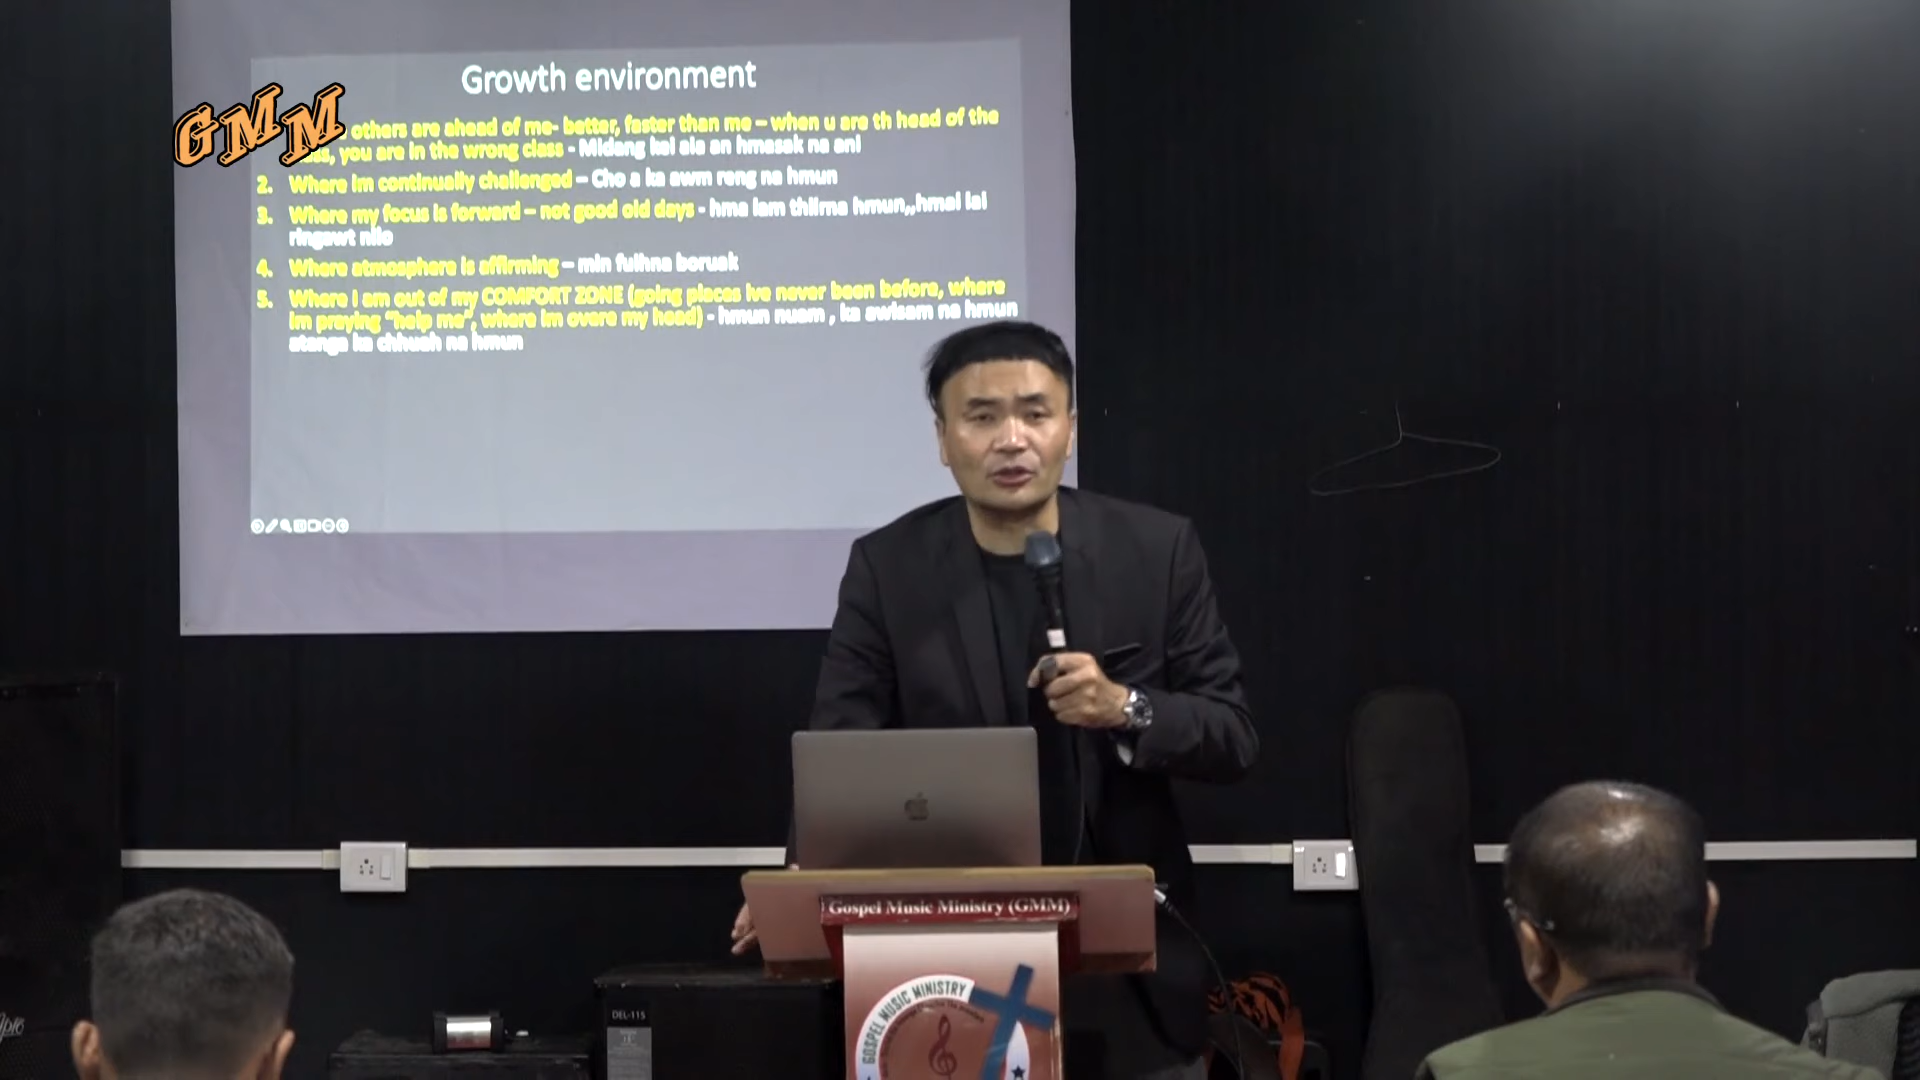 Growth environment
GMM
others are ahead of me- better, faster than me – when u are th head of the
you are in the wrong class - Midang kal ala an hmasak na ani
2. Where im continually challenged – Cho a ka awm reng na hmun
3. Where my focus is forward – not good old days - hma lam thlirna hmun,,hmai lai
ringawt nilo
4. Where atmosphere is affirming – min fuihna boruak
5. Where I am out of my COMFORT ZONE (going places ive never been before, where
im praying “help me”, where im overe my head) - hmun nuam , ka awlsam na hmun
atanga ka chhuah na hmun
Gospel Music Ministry (GMM)
GOSPEL MUSIC MINISTRY
DEL-115